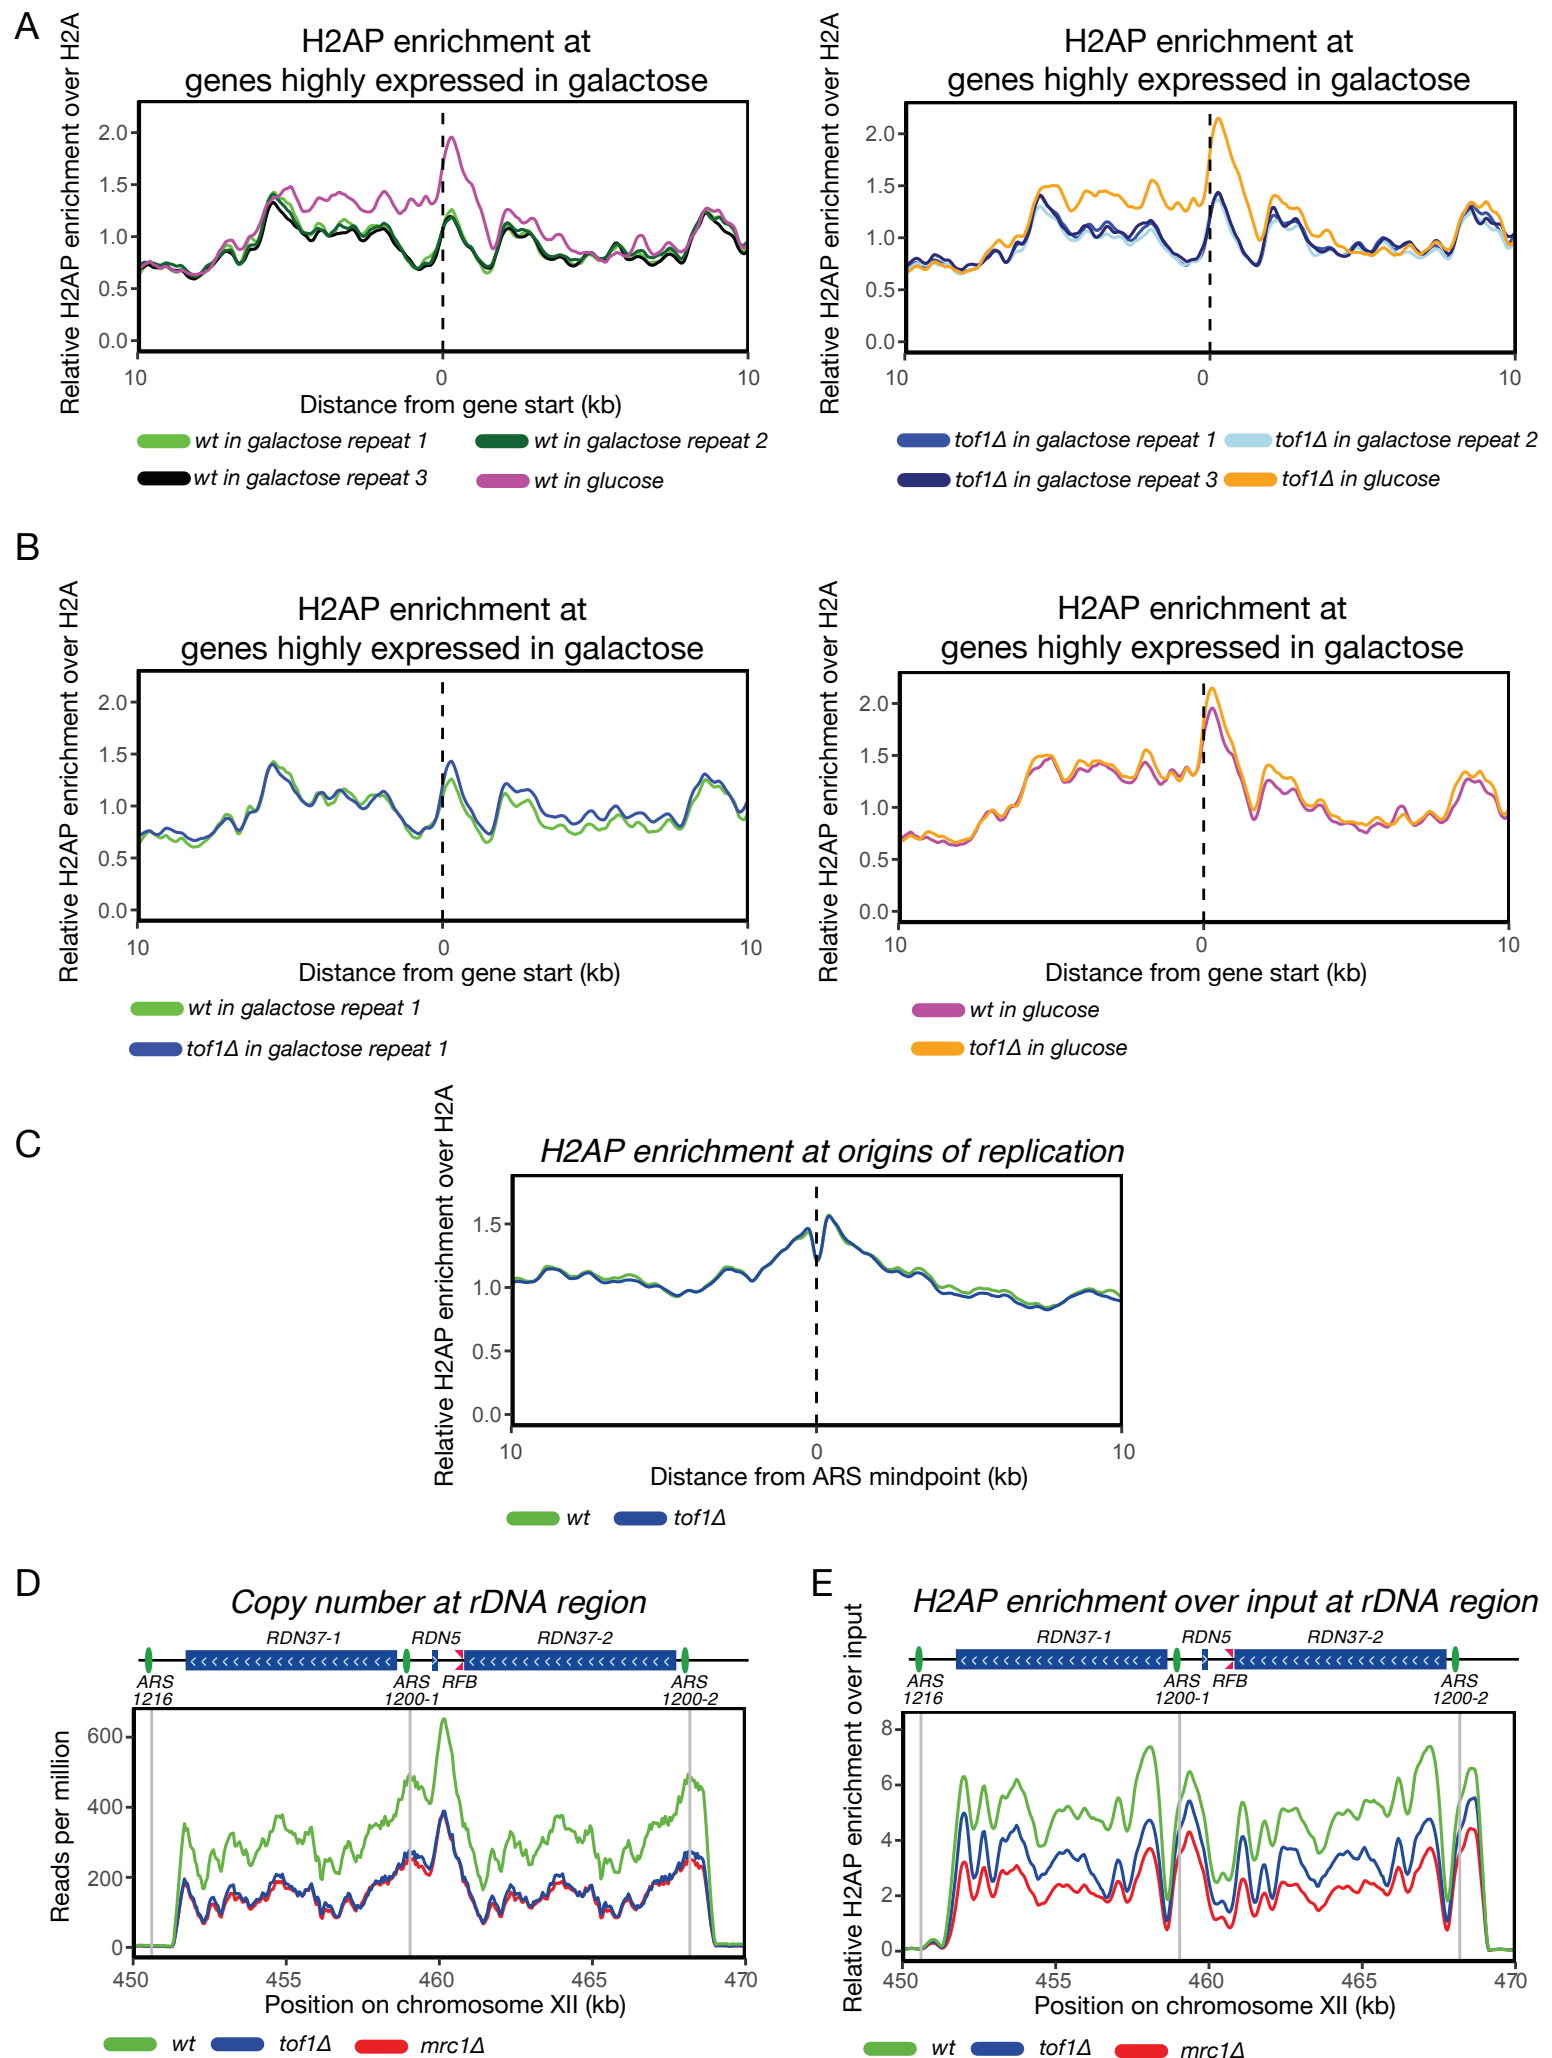 A
H2AP enrichment at
genes highly expressed in galactose
Relative H2AP enrichment over H2A
2.0
1.5
1.0
0.5
0.0
10
0
10
Distance from gene start (kb)
wt in galactose repeat 1
wt in galactose repeat 2
wt in galactose repeat 3
wt in glucose
H2AP enrichment at
genes highly expressed in galactose
Relative H2AP enrichment over H2A
2.0
1.5
1.0
0.5
0.0
10
0
10
tof1Δ in galactose repeat 1
tof1Δ in galactose repeat 2
tof1Δ in galactose repeat 3
tof1Δ in glucose
B
H2AP enrichment at
genes highly expressed in galactose
Relative H2AP enrichment over H2A
2.0
1.5
1.0
0.5
0.0
10
0
10
Distance from gene start (kb)
wt in galactose repeat 1
tof1Δ in galactose repeat 1
H2AP enrichment at
genes highly expressed in galactose
Relative H2AP enrichment over H2A
2.0
1.5
1.0
0.5
0.0
10
0
10
Distance from gene start (kb)
wt in glucose
tof1Δ in glucose
C
H2AP enrichment at origins of replication
Relative H2AP enrichment over H2A
1.5
1.0
0.5
0.0
10
0
10
Distance from ARS mindpoint (kb)
wt
tof1Δ
D
Copy number at rDNA region
RDN37-1
RDN5
RDN37-2
ARS
1216
ARS
1200-1
RFB
ARS
1200-2
Reads per million
600
400
200
0
450
455
460
465
470
Position on chromosome XII (kb)
wt
tof1Δ
mrc1Δ
E
H2AP enrichment over input at rDNA region
RDN37-1
RDN5
RDN37-2
ARS
1216
ARS
1200-1
RFB
ARS
1200-2
Relative H2AP enrichment over input
8
6
4
2
0
450
455
460
465
470
Position on chromosome XII (kb)
wt
tof1Δ
mrc1Δ